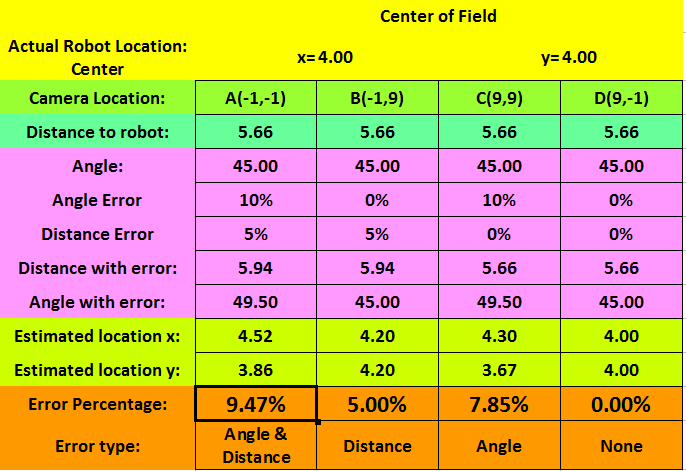 Center of Field
Actual Robot Location: Center x= 4.00 y= 4.00
Camera Location: A(-1,-1) B(-1,9) C(9,9) D(9,-1)
Distance to robot: 5.66 5.66 5.66 5.66
Angle: 45.00 45.00 45.00 45.00
Angle Error 10% 0% 10% 0%
Distance Error 5% 5% 0% 0%
Distance with error: 5.94 5.94 5.66 5.66
Angle with error: 49.50 45.00 49.50 45.00
Estimated location x: 4.52 4.20 4.30 4.00
Estimated location y: 3.86 4.20 3.67 4.00
Error Percentage: 9.47% 5.00% 7.85% 0.00%
Error type: Angle & Distance Distance Angle None